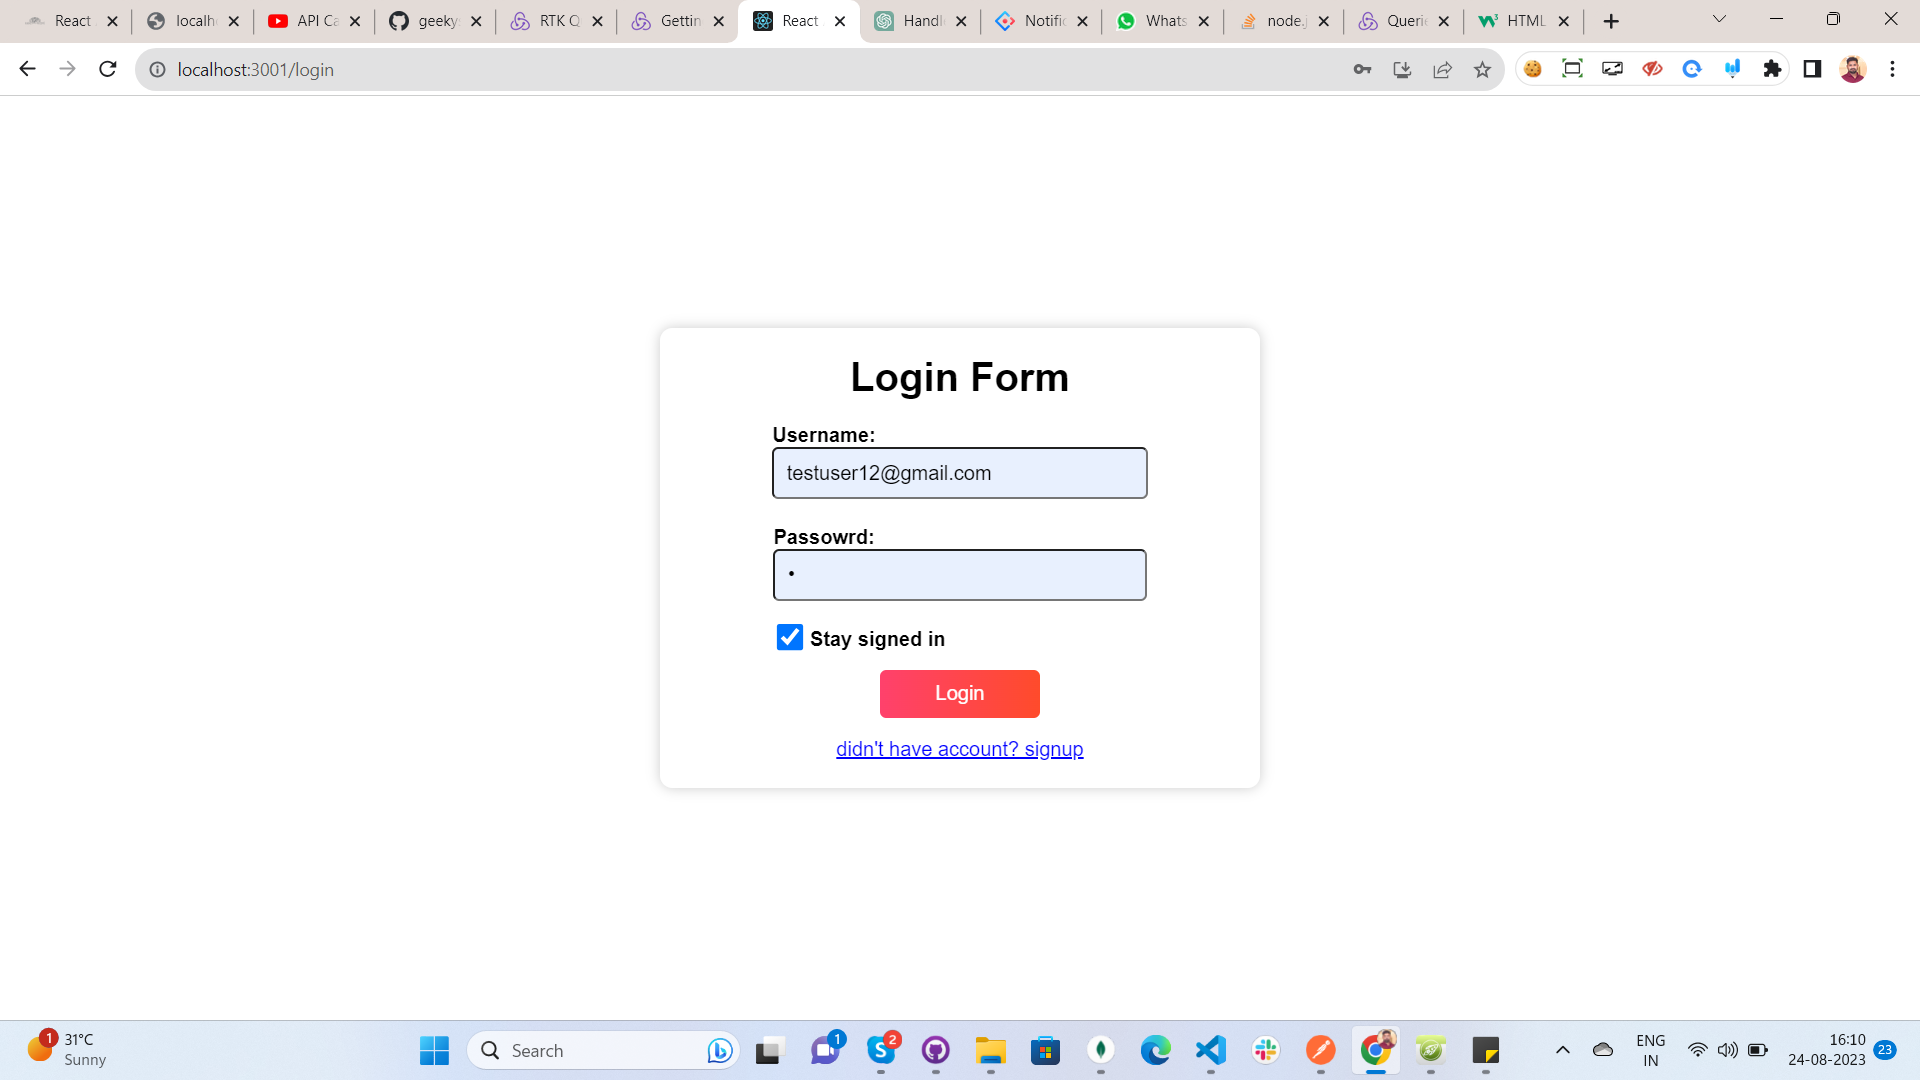 React
localh
API Ca
geeky
RTK Q
Gettin
React
Handl
Notific
Whats
node.j
Querie
HTML
localhost:3001/login
Login Form
Username:
testuser12@gmail.com
Passowrd:
Stay signed in
Login
didn't have account? signup
1
31°C
Sunny
Search
1
2
ENG
IN
16:10
24-08-2023
23